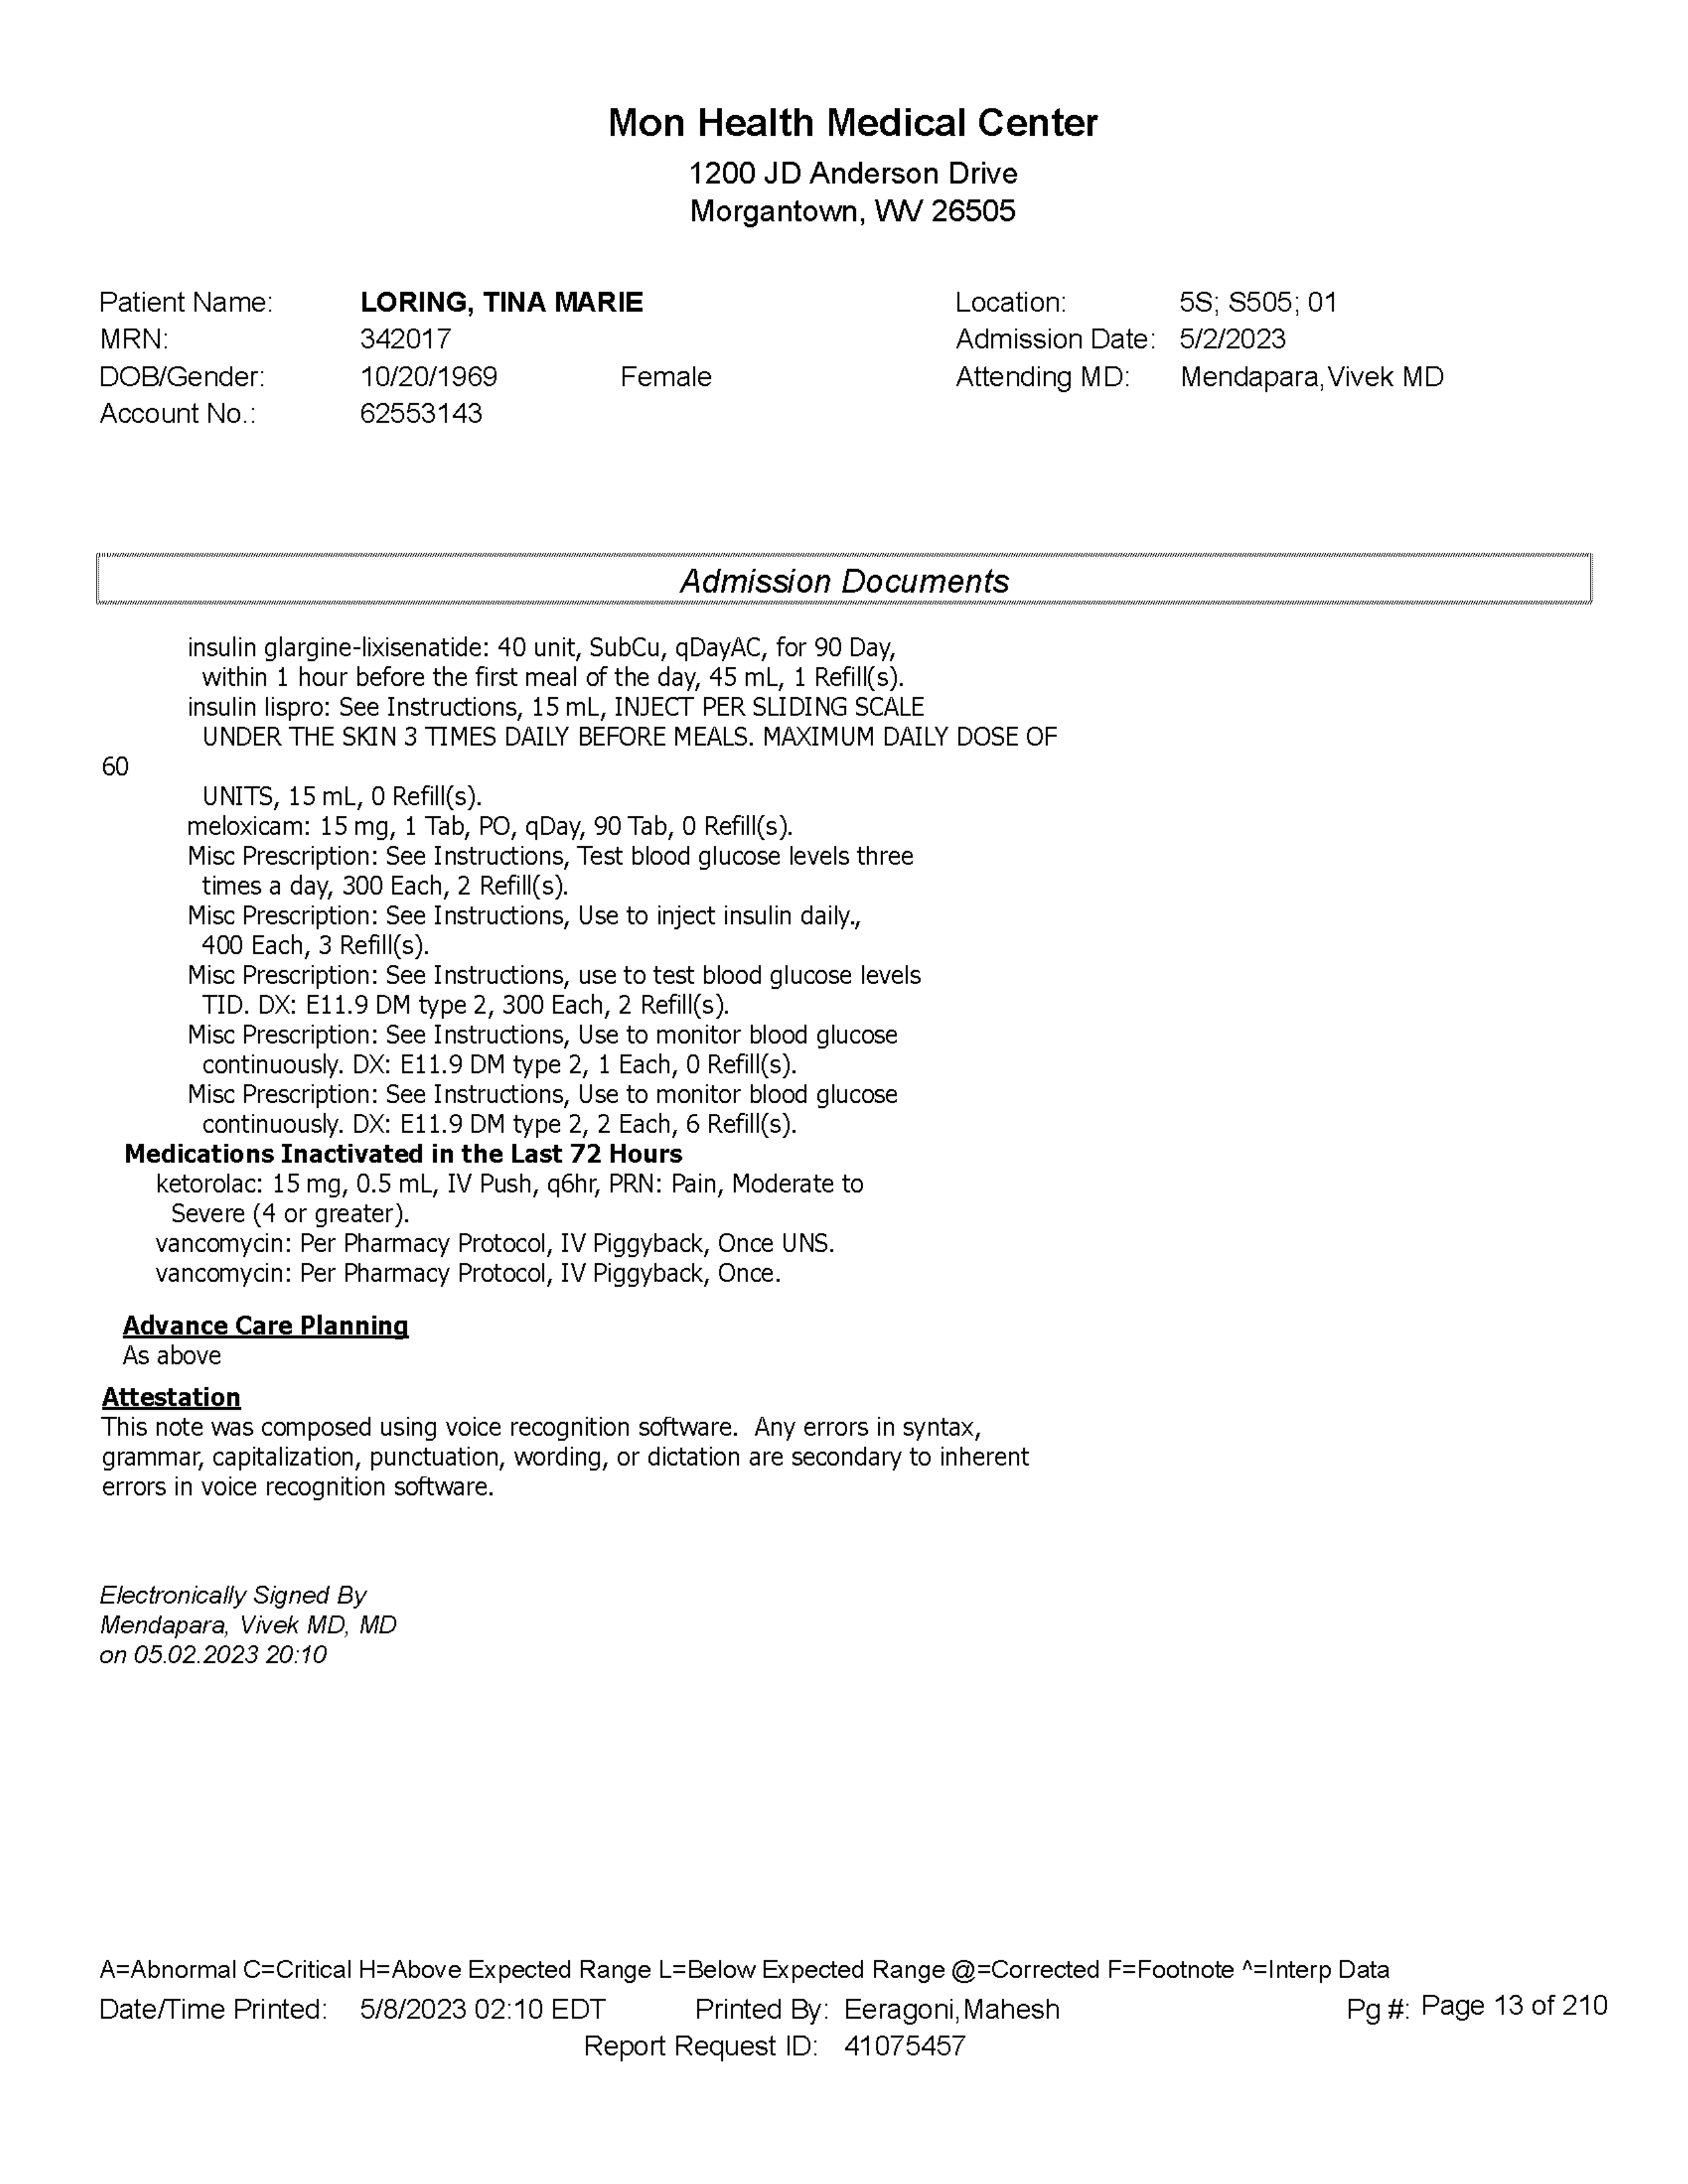 Mon Health Medical Center
1200 JD Anderson Drive
Morgantown, WV 26505
Patient Name: LORING, TINA MARIE Location: 5S; S505; 01
MRN: 342017 Admission Date: 5/2/2023
DOB/Gender: 10/20/1969 Female Attending MD: Mendapara,Vivek MD
Account No.: 62553143
Admission Documents
insulin glargine-lixisenatide: 40 unit, SubCu, qDayAC, for 90 Day,
within 1 hour before the first meal of the day, 45 mL, 1 Refill(s).
insulin lispro: See Instructions, 15 mL, INJECT PER SLIDING SCALE
UNDER THE SKIN 3 TIMES DAILY BEFORE MEALS. MAXIMUM DAILY DOSE OF
60
UNITS, 15 mL, 0 Refill(s).
meloxicam: 15 mg, 1 Tab, PO, qDay, 90 Tab, 0 Refill(s).
Misc Prescription: See Instructions, Test blood glucose levels three
times a day, 300 Each, 2 Refill(s).
Misc Prescription: See Instructions, Use to inject insulin daily.,
400 Each, 3 Refill(s).
Misc Prescription: See Instructions, use to test blood glucose levels
TID. DX: E11.9 DM type 2, 300 Each, 2 Refill(s).
Misc Prescription: See Instructions, Use to monitor blood glucose
continuously. DX: E11.9 DM type 2, 1 Each, 0 Refill(s).
Misc Prescription: See Instructions, Use to monitor blood glucose
continuously. DX: E11.9 DM type 2, 2 Each, 6 Refill(s).
Medications Inactivated in the Last 72 Hours
ketorolac: 15 mg, 0.5 mL, IV Push, q6hr, PRN: Pain, Moderate to
Severe (4 or greater).
vancomycin: Per Pharmacy Protocol, IV Piggyback, Once UNS.
vancomycin: Per Pharmacy Protocol, IV Piggyback, Once.
Advance Care Planning
As above
Attestation
This note was composed using voice recognition software.  Any errors in syntax,
grammar, capitalization, punctuation, wording, or dictation are secondary to inherent
errors in voice recognition software.
Electronically Signed By
Mendapara, Vivek MD, MD
on 05.02.2023 20:10
A=Abnormal C=Critical H=Above Expected Range L=Below Expected Range @=Corrected F=Footnote ^=Interp Data
Date/Time Printed: 5/8/2023 02:10 EDT Printed By: Eeragoni,Mahesh Pg #: Page 13 of 210
Report Request ID: 41075457